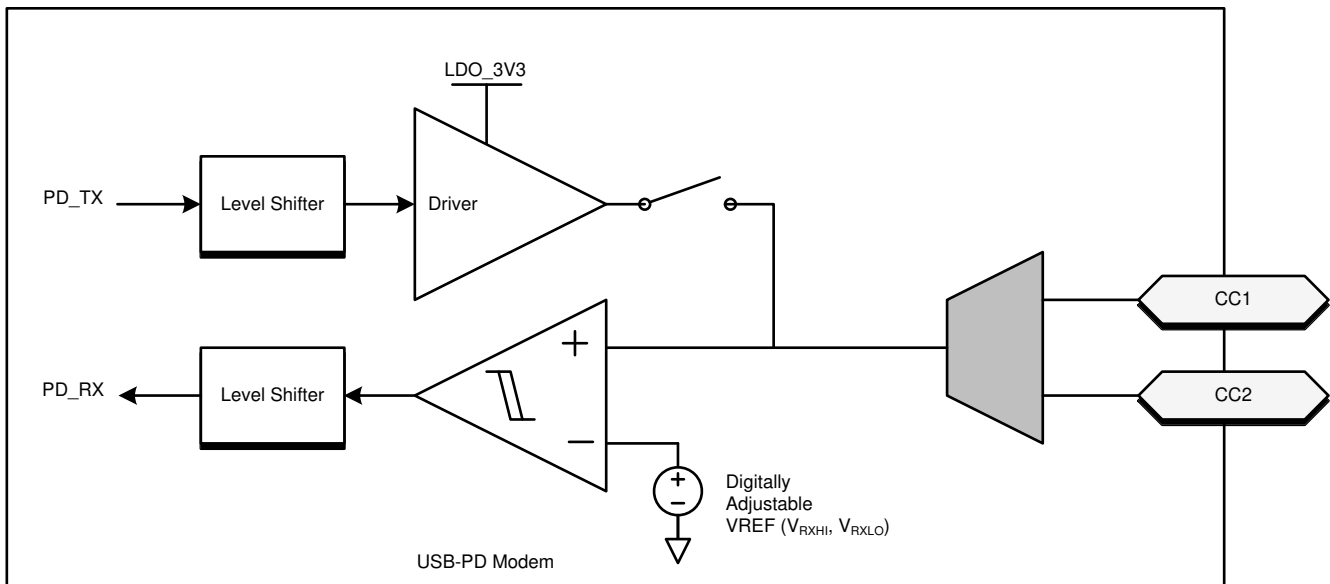 LDO_3V3
PD_TX
Level Shifter
Driver
CC1
+
PD_RX
Level Shifter
CC2
−
+
−
Digitally
Adjustable
VREF (VRXHI, VRXLO)
USB-PD Modem